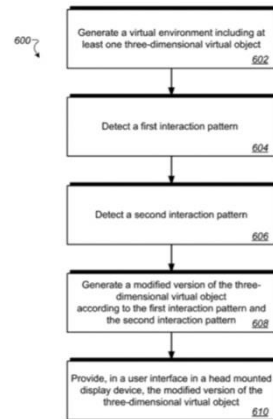 600
Generate a virtual environment including at
least one three-dimensional virtual object
602
Detect a first interaction pattern
604
Detect a second interaction pattern
606
Generate a modified version of the three-
dimensional virtual object
according to the first interaction pattern and
the second interaction pattern
608
Provide, in a user interface in a head mounted
display device, the modified version of the
three-dimensional virtual object
610